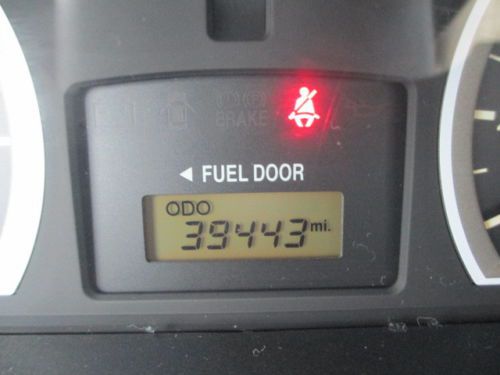 BRAKE
◄ FUEL DOOR
ODO
39443 mi.